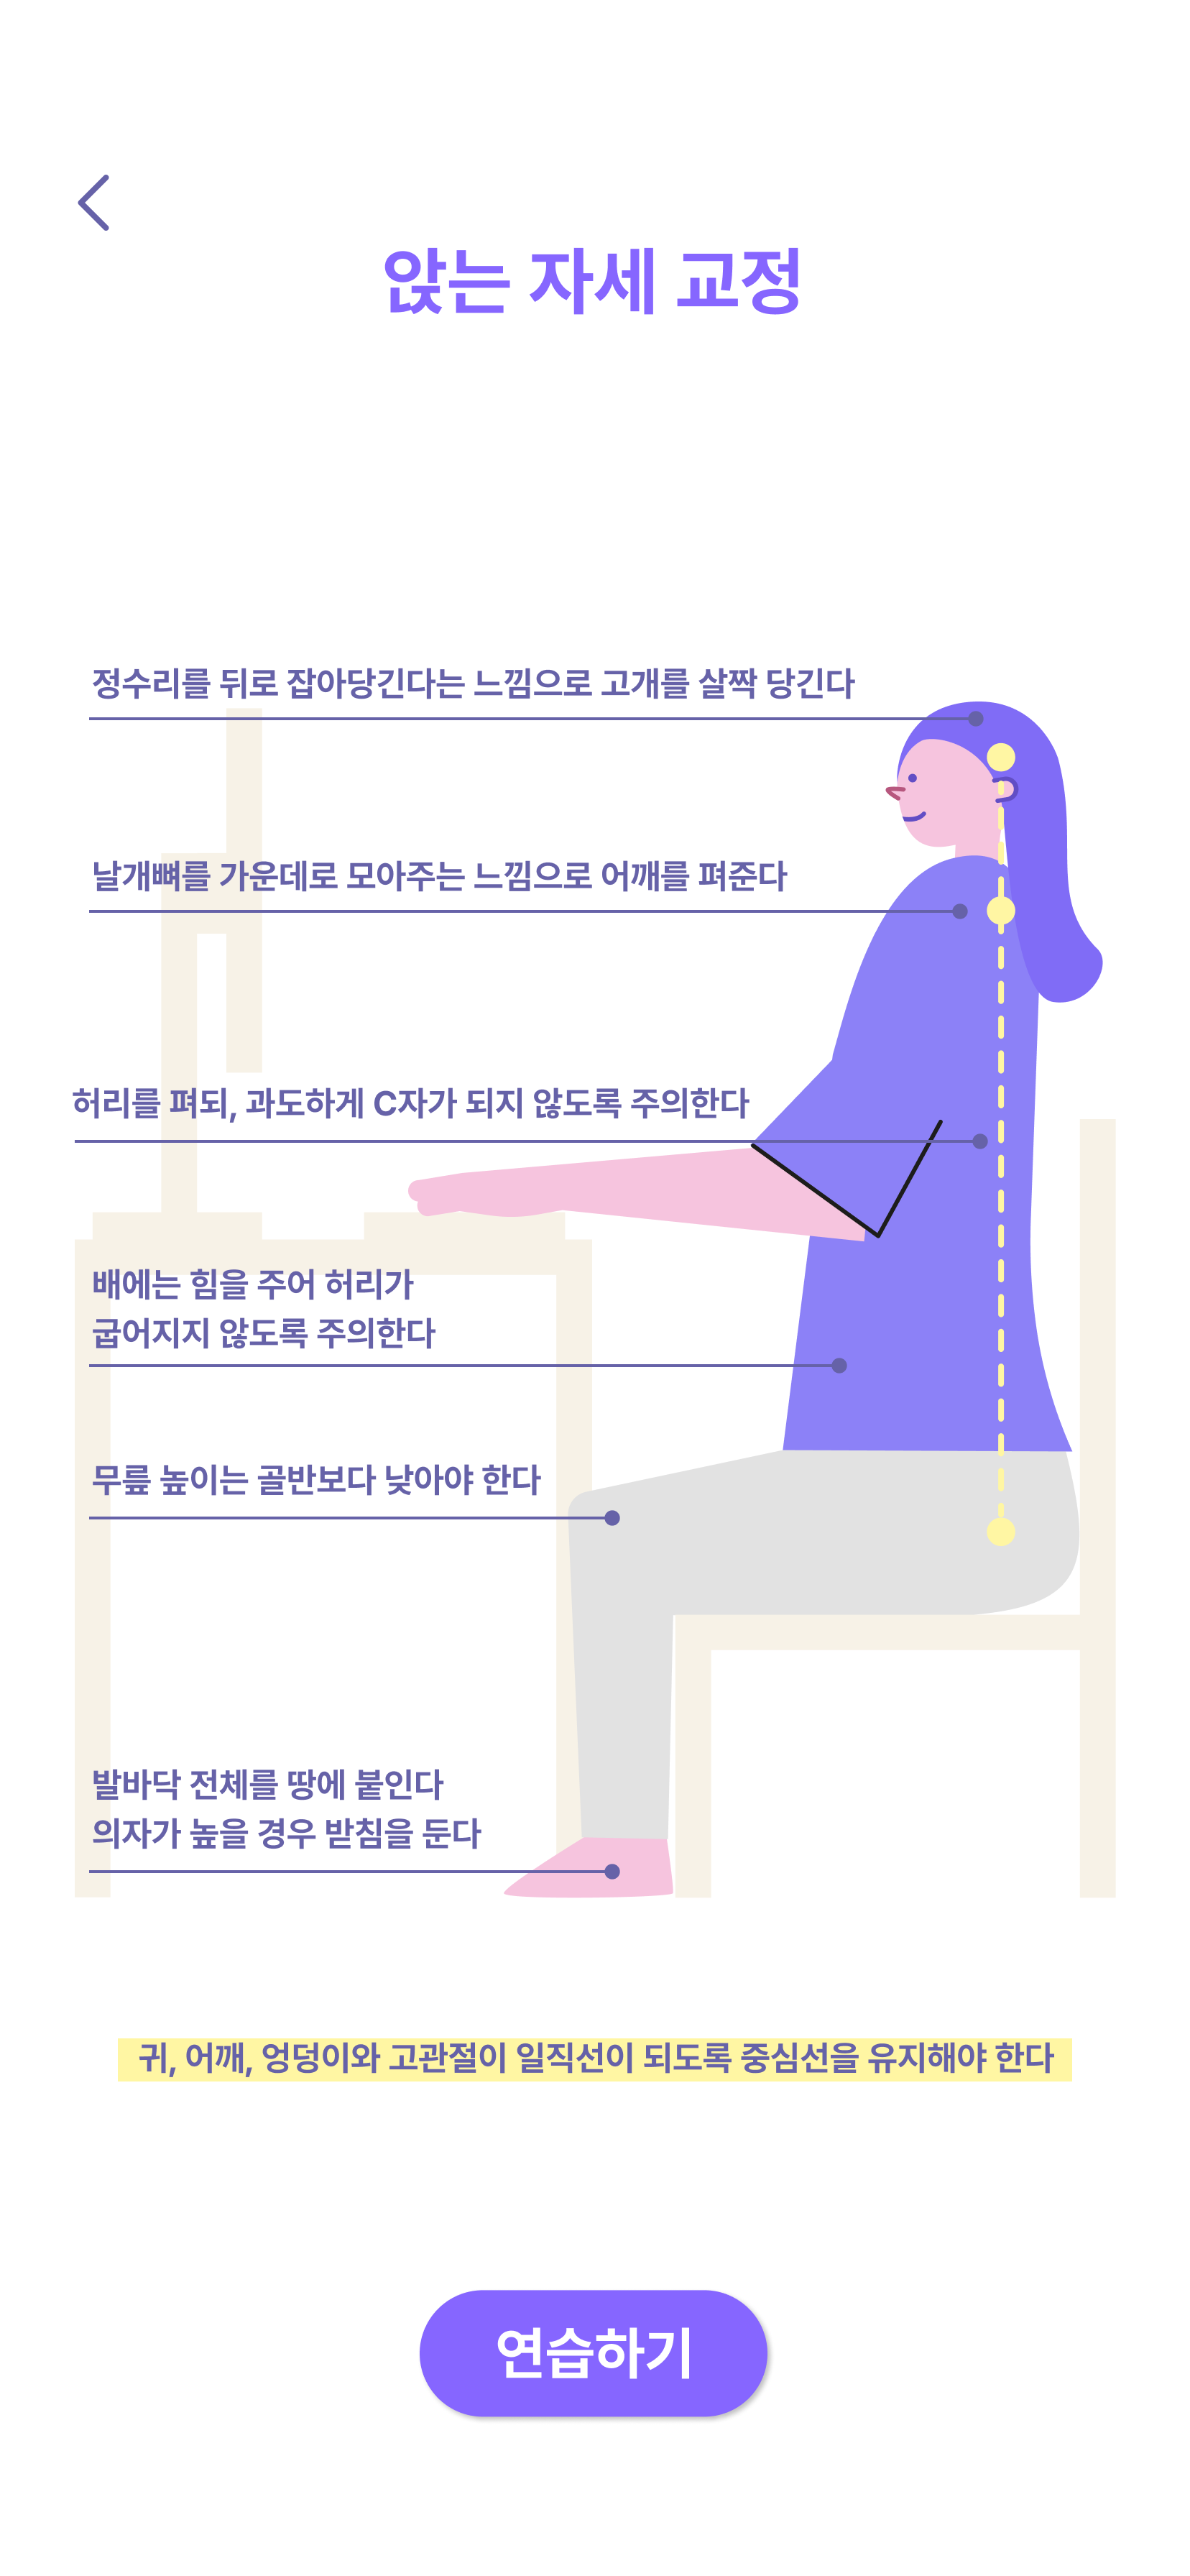 앉는 자세 교정
정수리를 뒤로 잡아당긴다는 느낌으로 고개를 살짝 당긴다
날개뼈를 가운데로 모아주는 느낌으로 어깨를 펴준다
허리를 펴되, 과도하게 C자가 되지 않도록 주의한다
배에는 힘을 주어 허리가
굽어지지 않도록 주의한다
무릎 높이는 골반보다 낮아야 한다
발바닥 전체를 땅에 붙인다
의자가 높을 경우 받침을 둔다
귀, 어깨, 엉덩이와 고관절이 일직선이 되도록 중심선을 유지해야 한다
연습하기